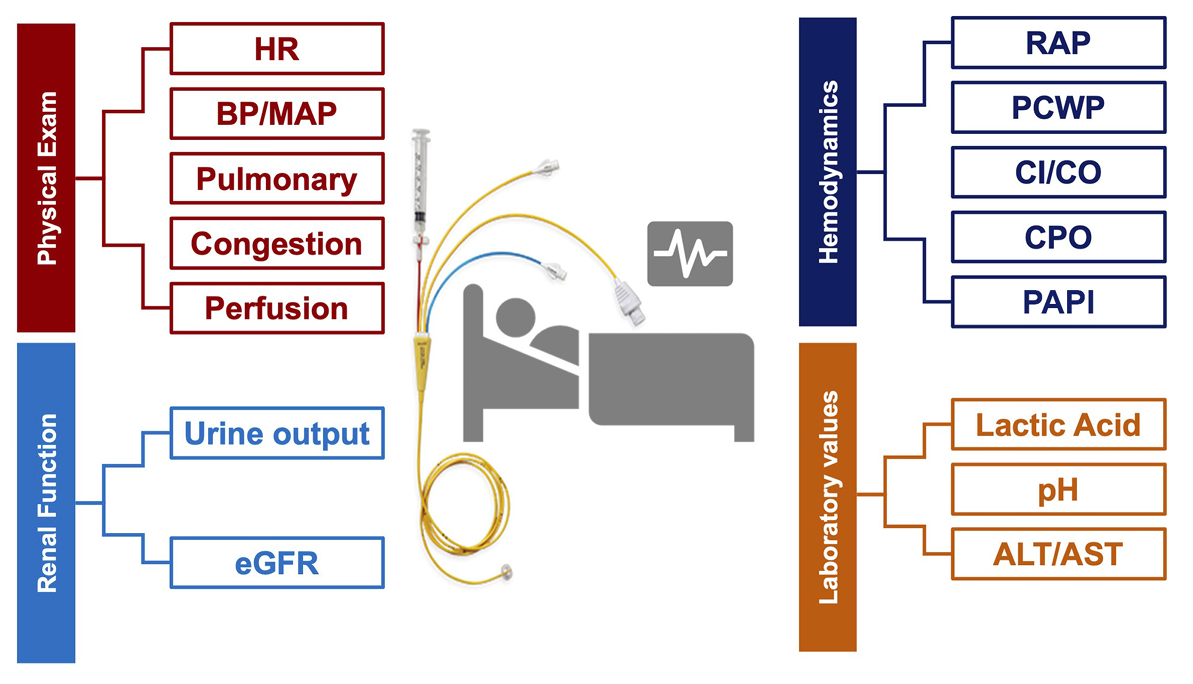 Physical Exam
HR
BP/MAP
Pulmonary
Congestion
Perfusion
Renal Function
Urine output
eGFR
Hemodynamics
RAP
PCWP
CI/CO
CPO
PAPI
Laboratory values
Lactic Acid
pH
ALT/AST